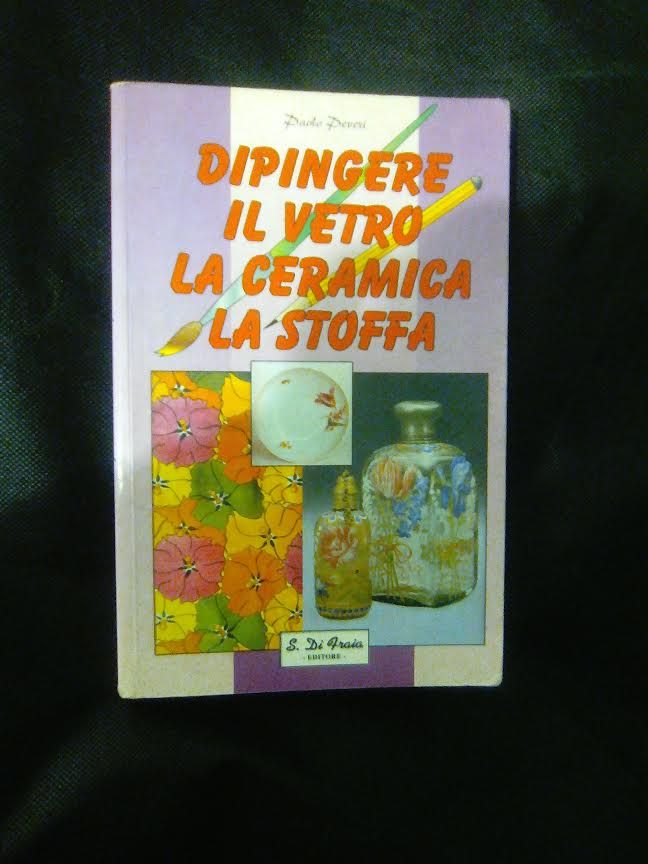 Paolo Peveri
DIPINGERE
IL VETRO
LA CERAMICA
LA STOFFA
S. Di Fraia
- EDITORE -